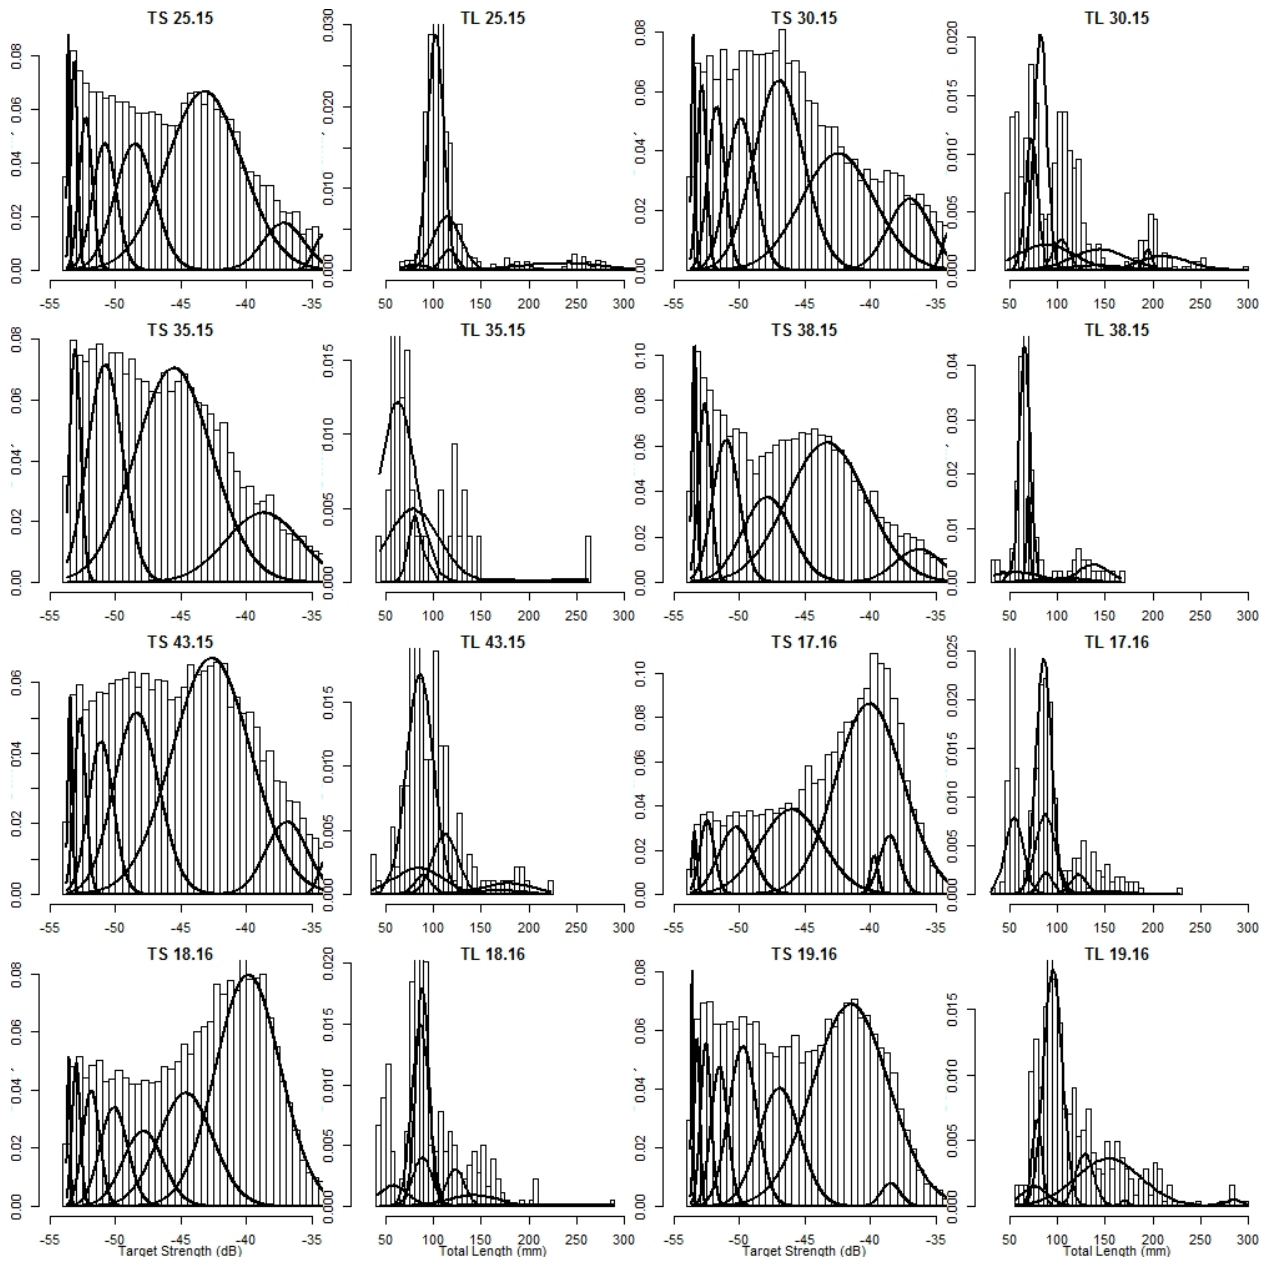 TS 25.15
0.00 0.02 0.04 0.06 0.08
-55 -50 -45 -40 -35
TL 25.15
0.000 0.010 0.020 0.030
50 100 150 200 250 300
TS 30.15
0.00 0.02 0.04 0.06 0.08
-55 -50 -45 -40 -35
TL 30.15
0.000 0.005 0.010 0.015 0.020
50 100 150 200 250 300
TS 35.15
0.00 0.02 0.04 0.06 0.08
-55 -50 -45 -40 -35
TL 35.15
0.000 0.005 0.010 0.015
50 100 150 200 250 300
TS 38.15
0.00 0.02 0.04 0.06 0.08 0.10
-55 -50 -45 -40 -35
TL 38.15
0.00 0.01 0.02 0.03 0.04
50 100 150 200 250 300
TS 43.15
0.00 0.02 0.04 0.06
-55 -50 -45 -40 -35
TL 43.15
0.000 0.005 0.010 0.015
50 100 150 200 250 300
TS 17.16
0.00 0.02 0.04 0.06 0.08 0.10
-55 -50 -45 -40 -35
TL 17.16
0.000 0.005 0.010 0.015 0.020 0.025
50 100 150 200 250 300
TS 18.16
0.00 0.02 0.04 0.06 0.08
-55 -50 -45 -40 -35
Target Strength (dB)
TL 18.16
0.000 0.005 0.010 0.015 0.020
50 100 150 200 250 300
Total Length (mm)
TS 19.16
0.00 0.02 0.04 0.06 0.08
-55 -50 -45 -40 -35
Target Strength (dB)
TL 19.16
0.000 0.005 0.010 0.015
50 100 150 200 250 300
Total Length (mm)